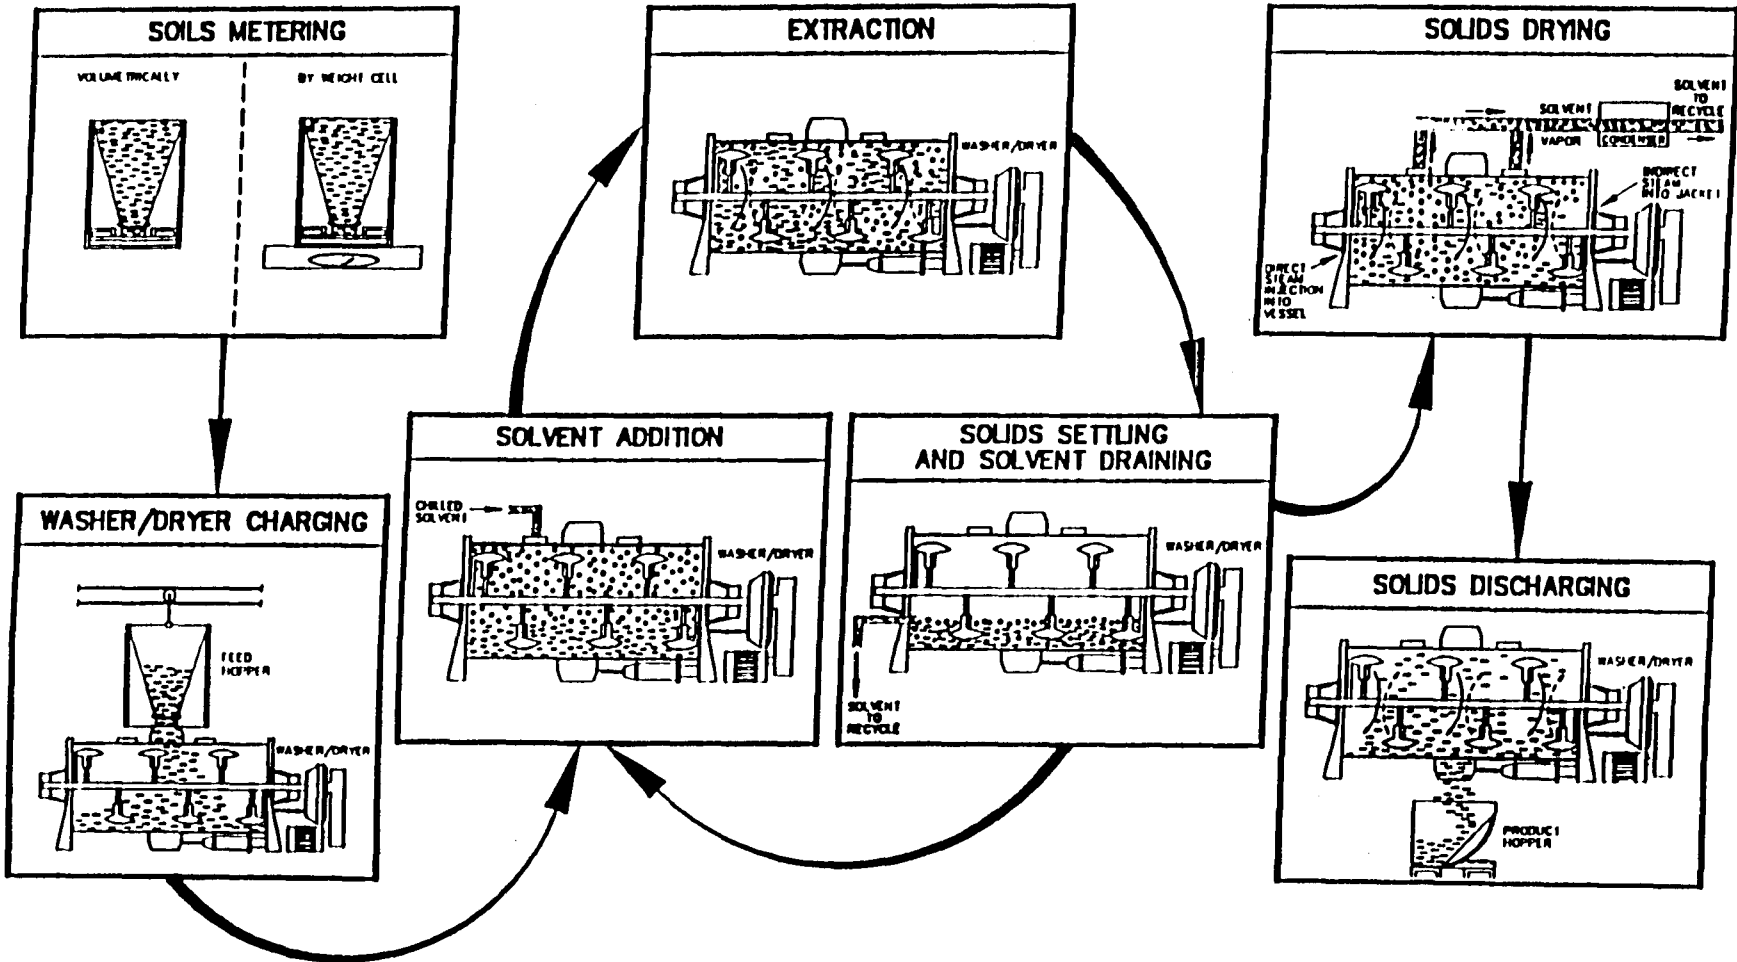 SOILS METERING
VOLUMETRICALLY
BY WEIGHT CELL
WASHER/DRYER CHARGING
FEED
HOPPER
WASHER/DRYER
SOLVENT ADDITION
CHILLED
SOLVENT
WASHER/DRYER
EXTRACTION
WASHER/DRYER
SOLIDS SETTLING
AND SOLVENT DRAINING
WASHER/DRYER
SOLVENT
TO
RECYCLE
SOLIDS DRYING
SOLVENT
TO
RECYCLE
SOLVENT
VAPOR
CONDENSER
INDIRECT
STEAM
INTO JACKET
DIRECT
STEAM
INJECTION
INTO
VESSEL
SOLIDS DISCHARGING
WASHER/DRYER
PRODUCT
HOPPER